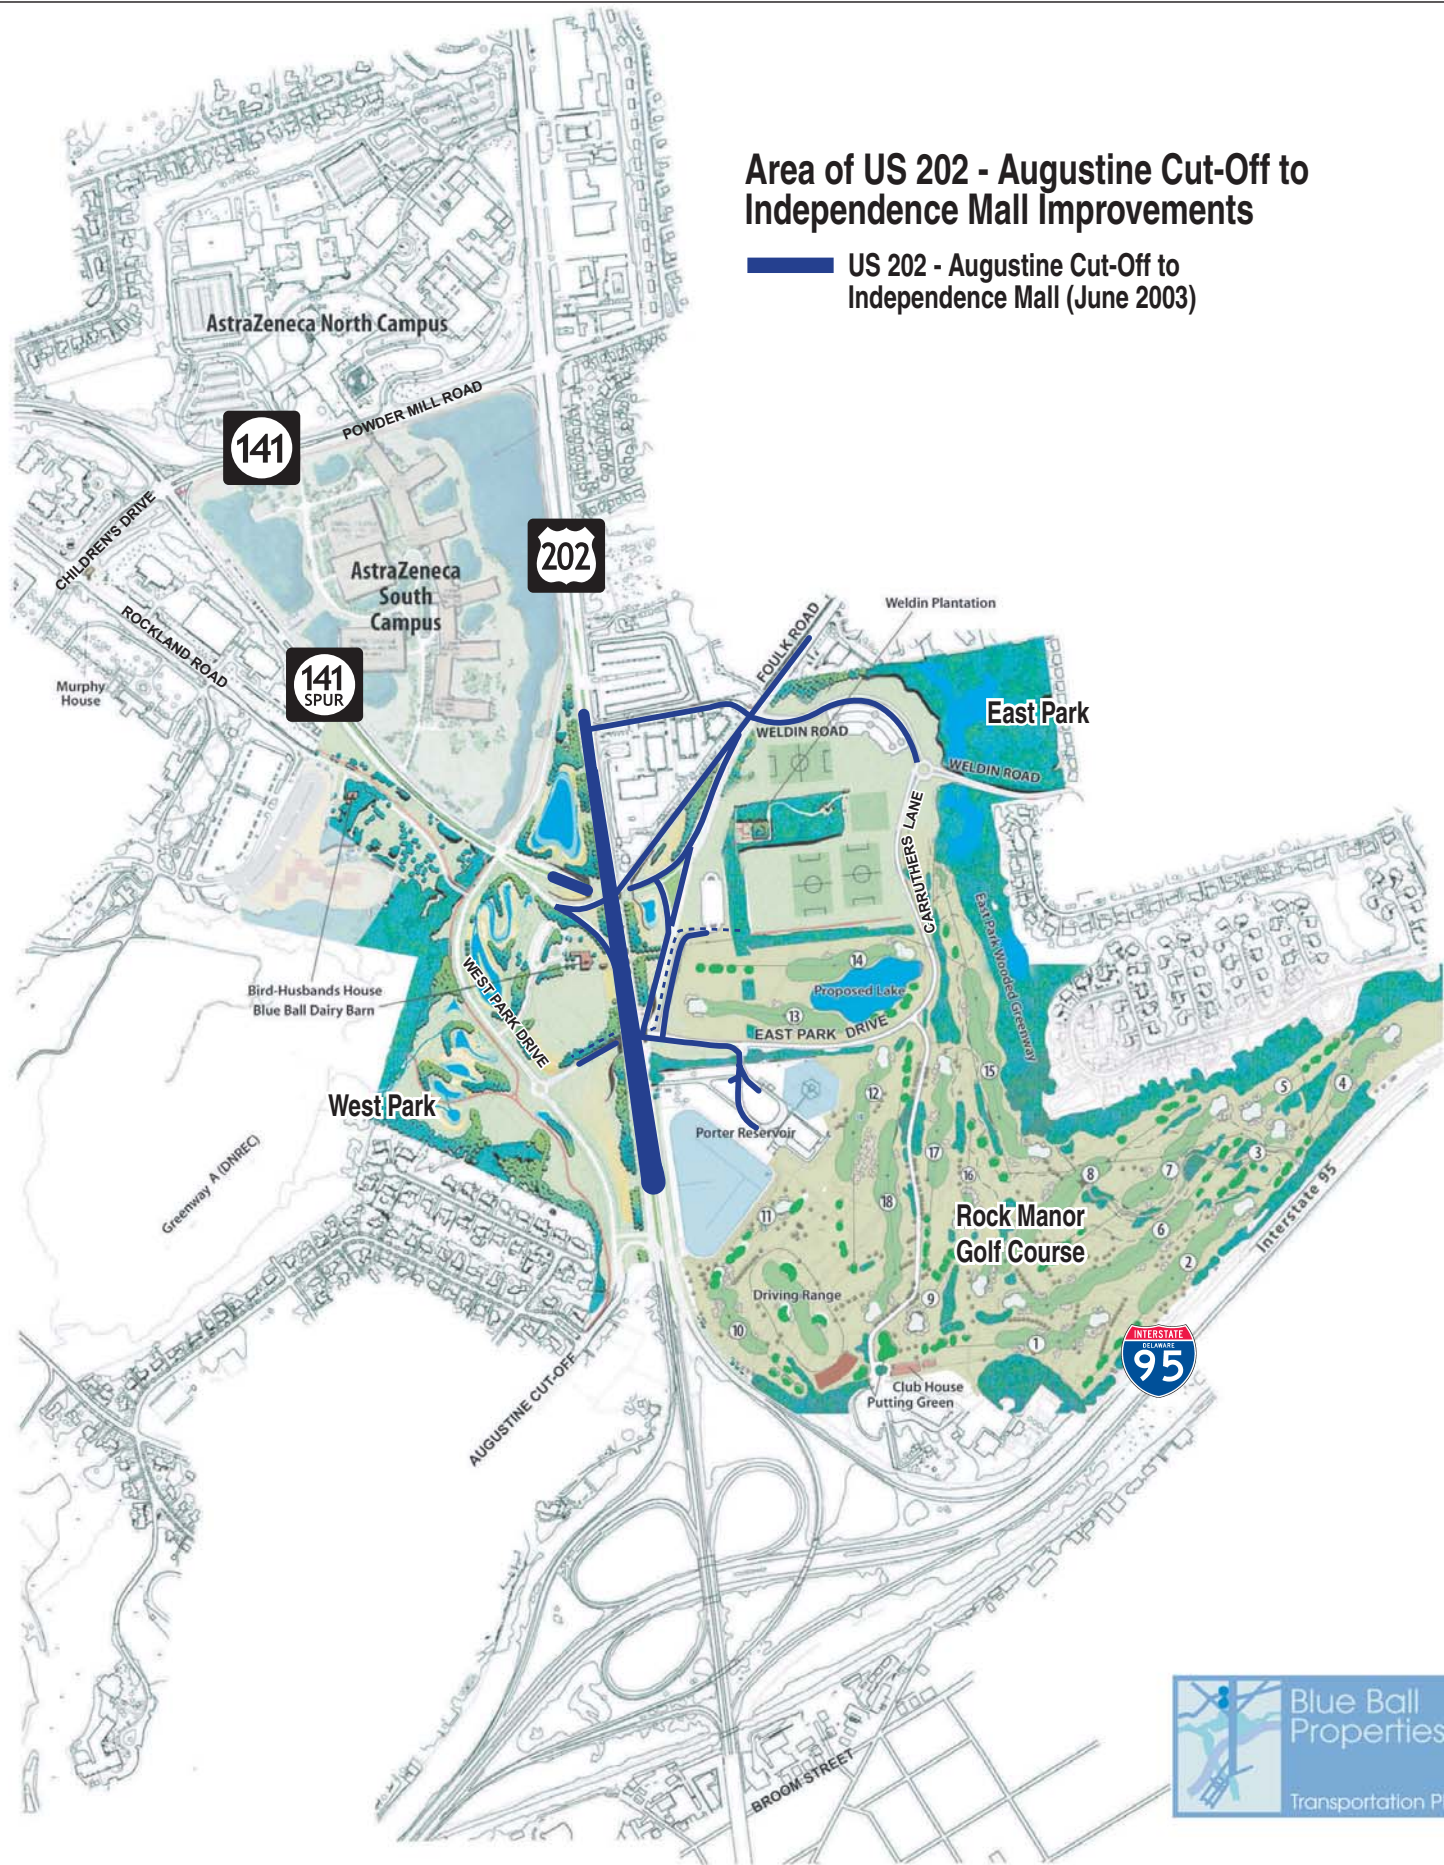 Area of US 202 - Augustine Cut-Off to
Independence Mall Improvements
US 202 - Augustine Cut-Off to
Independence Mall (June 2003)
AstraZeneca North Campus
POWDER MILL ROAD
141
CHILDREN'S DRIVE
202
AstraZeneca
South
Campus
ROCKLAND ROAD
141
SPUR
Murphy
House
FOULK ROAD
Weldin Plantation
East Park
WELDIN ROAD
WELDIN ROAD
CARRUTHERS LANE
East Park Wooded Greenway
WEST PARK DRIVE
Bird-Husbands House
Blue Ball Dairy Barn
14
Proposed Lake
13
EAST PARK DRIVE
15
12
5
4
West Park
Porter Reservoir
17
16
8
7
3
Greenway A (DNREC)
18
11
Rock Manor
Golf Course
6
2
Interstate 95
Driving Range
9
10
1
INTERSTATE
DELAWARE
95
Club House
Putting Green
AUGUSTINE CUT-OFF
BROOM STREET
Blue Ball
Properties
Transportation P